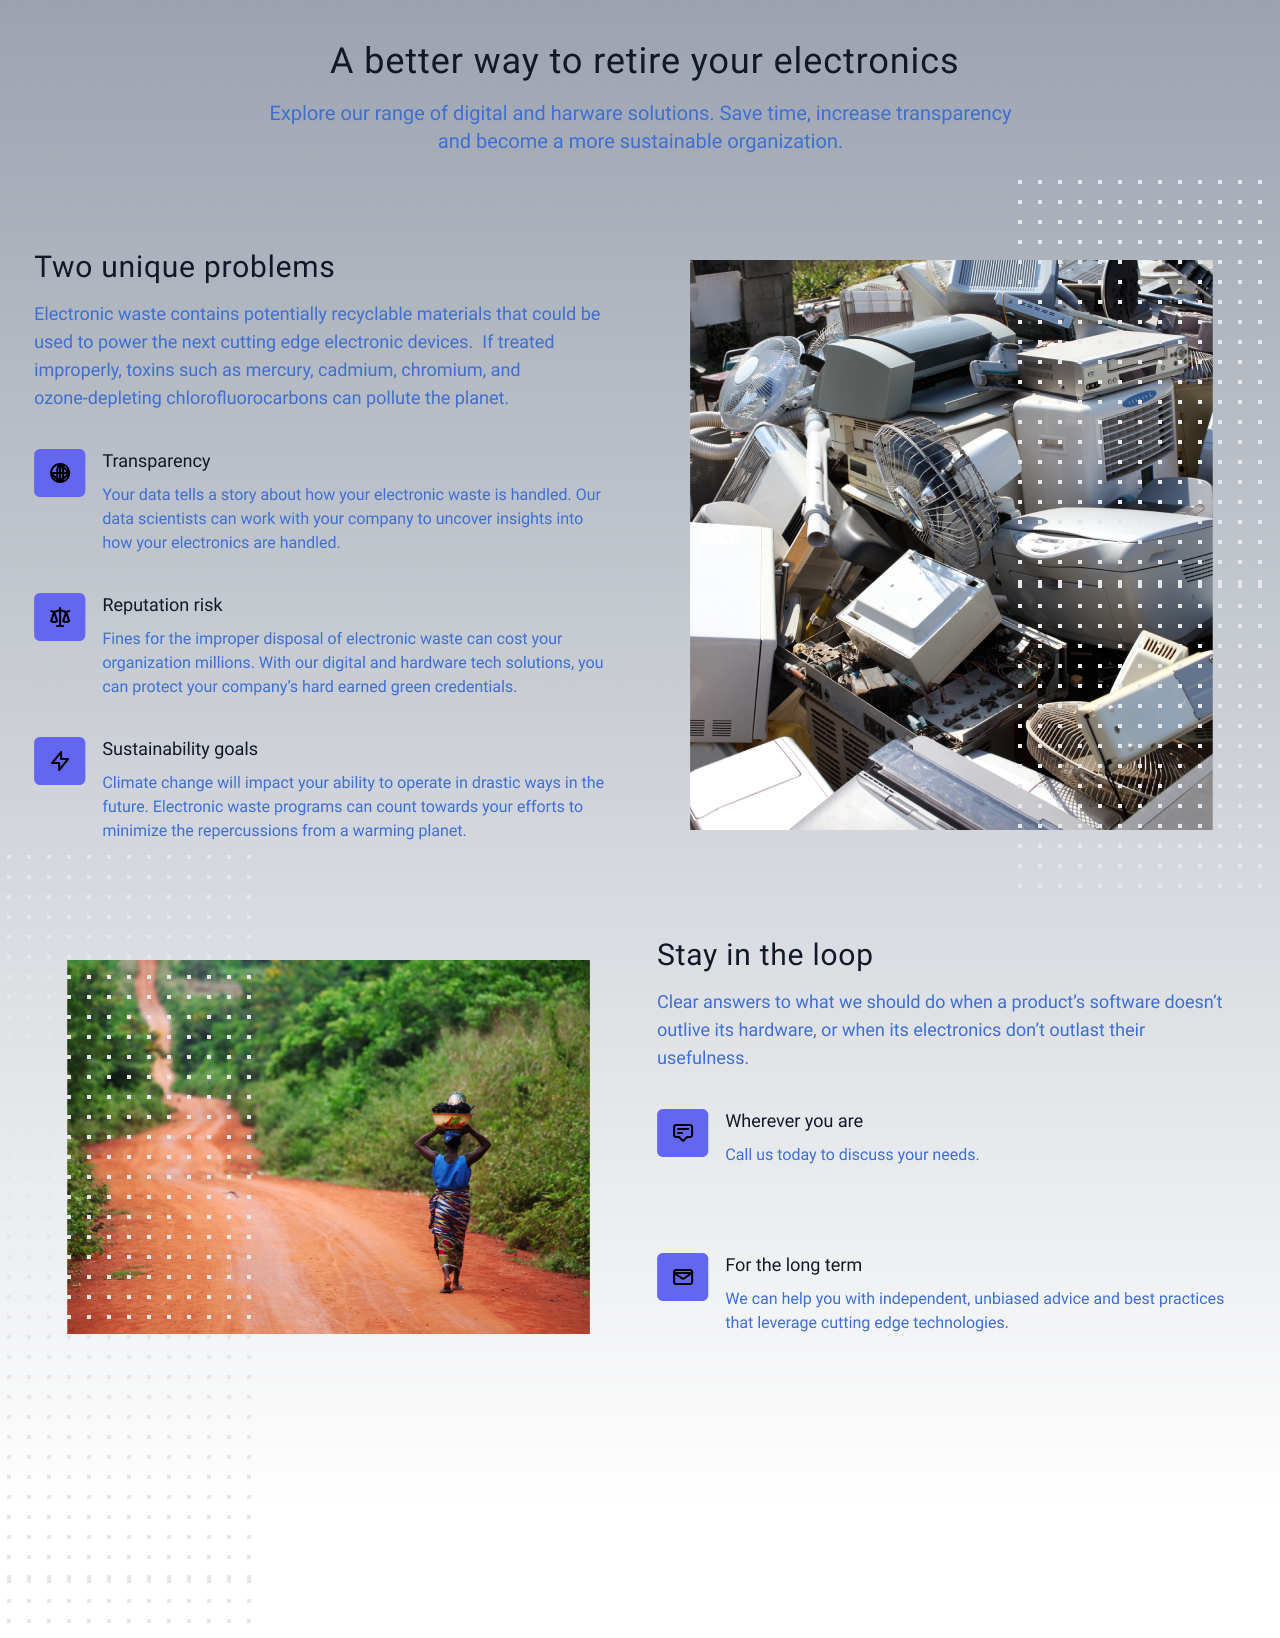 A better way to retire your electronics
Explore our range of digital and harware solutions. Save time, increase transparency
and become a more sustainable organization.
Two unique problems
Electronic waste contains potentially recyclable materials that could be
used to power the next cutting edge electronic devices.  If treated
improperly, toxins such as mercury, cadmium, chromium, and
ozone-depleting chlorofluorocarbons can pollute the planet.
Transparency
Your data tells a story about how your electronic waste is handled. Our
data scientists can work with your company to uncover insights into
how your electronics are handled.
Reputation risk
Fines for the improper disposal of electronic waste can cost your
organization millions. With our digital and hardware tech solutions, you
can protect your company’s hard earned green credentials.
Sustainability goals
Climate change will impact your ability to operate in drastic ways in the
future. Electronic waste programs can count towards your efforts to
minimize the repercussions from a warming planet.
Stay in the loop
Clear answers to what we should do when a product’s software doesn’t
outlive its hardware, or when its electronics don’t outlast their
usefulness.
Wherever you are
Call us today to discuss your needs.
For the long term
We can help you with independent, unbiased advice and best practices
that leverage cutting edge technologies.